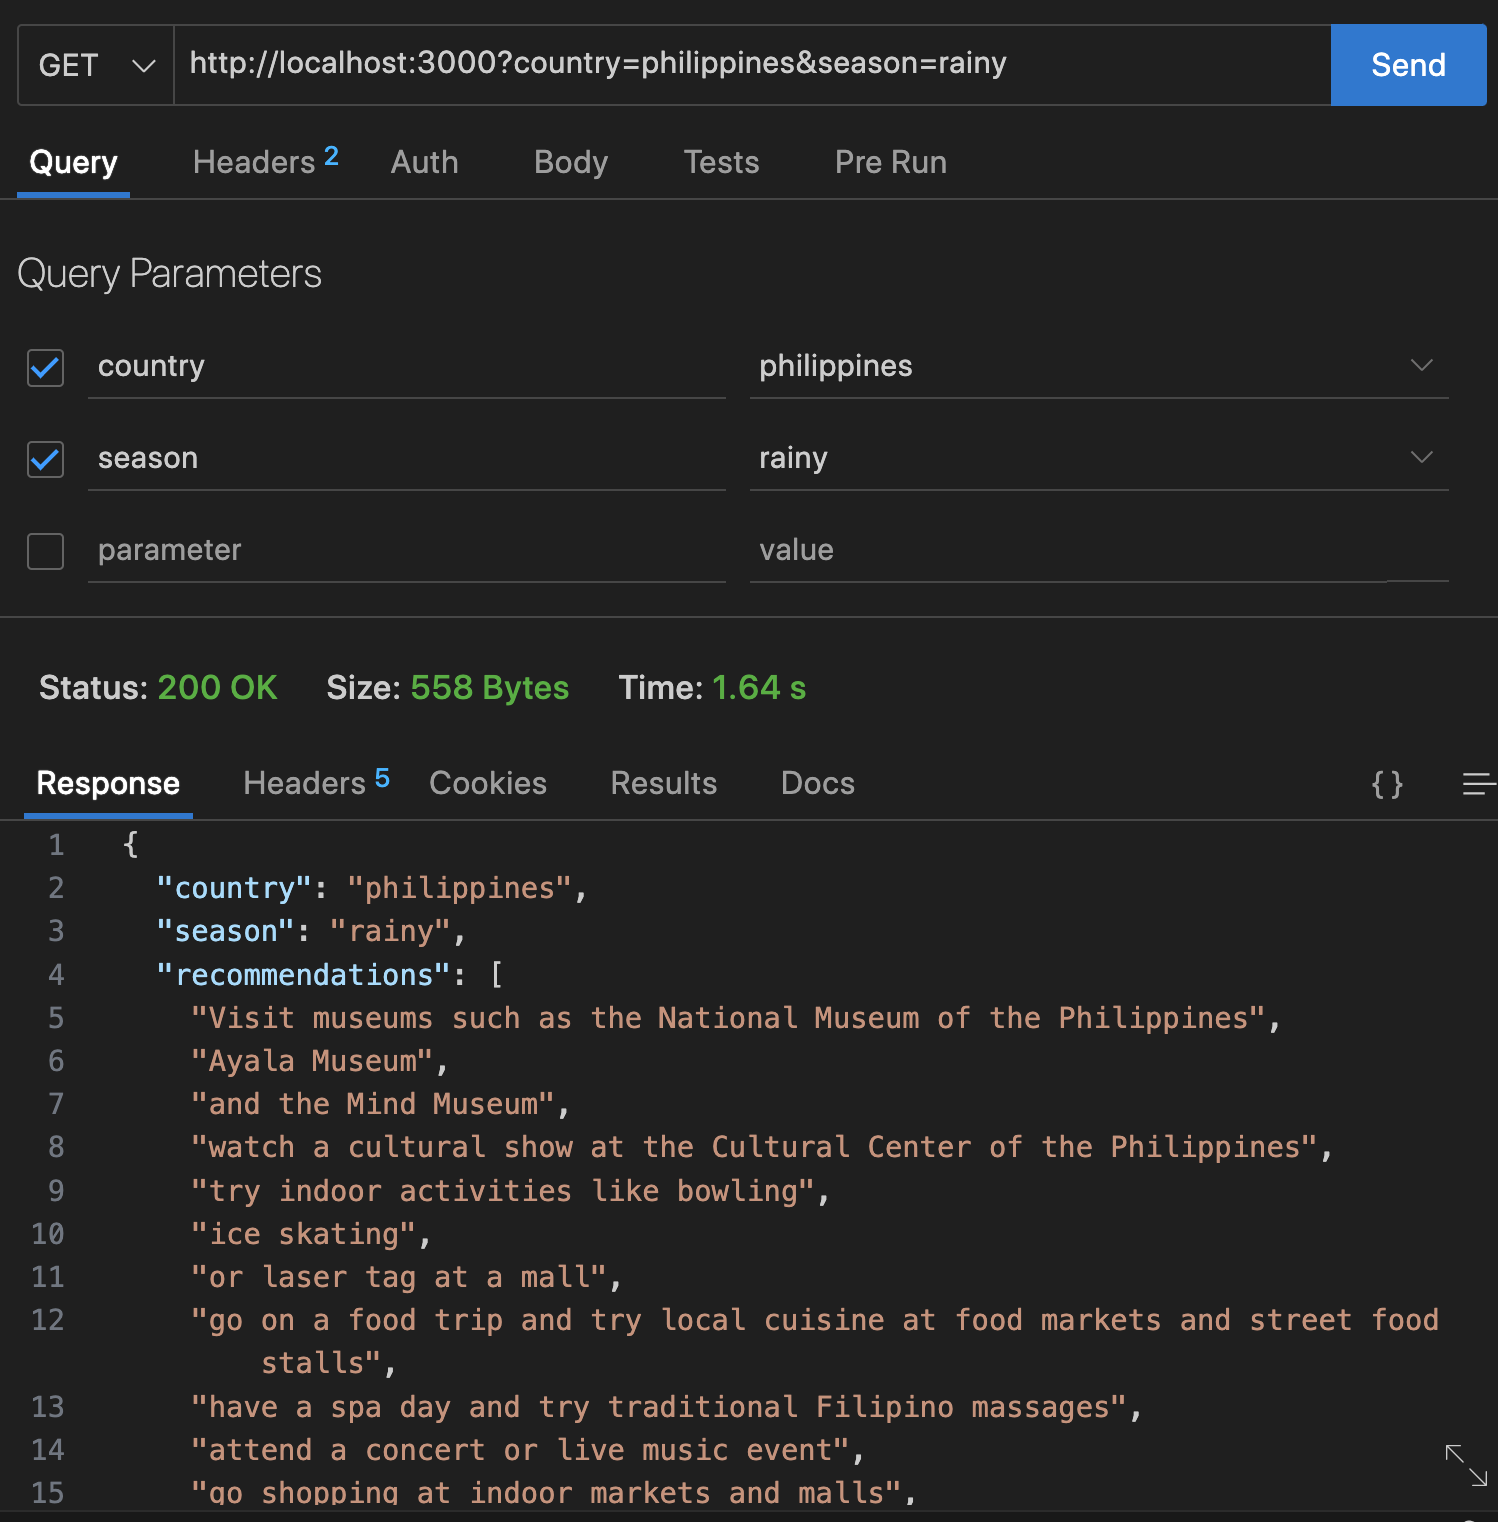 GET http://localhost:3000?country=philippines&season=rainy Send
Query Headers 2 Auth Body Tests Pre Run
Query Parameters
country philippines
season rainy
parameter value
Status: 200 OK Size: 558 Bytes Time: 1.64 s
Response Headers 5 Cookies Results Docs { }
1 {
2 "country": "philippines",
3 "season": "rainy",
4 "recommendations": [
5 "Visit museums such as the National Museum of the Philippines",
6 "Ayala Museum",
7 "and the Mind Museum",
8 "watch a cultural show at the Cultural Center of the Philippines",
9 "try indoor activities like bowling",
10 "ice skating",
11 "or laser tag at a mall",
12 "go on a food trip and try local cuisine at food markets and street food
stalls",
13 "have a spa day and try traditional Filipino massages",
14 "attend a concert or live music event",
15 "go shopping at indoor markets and malls",